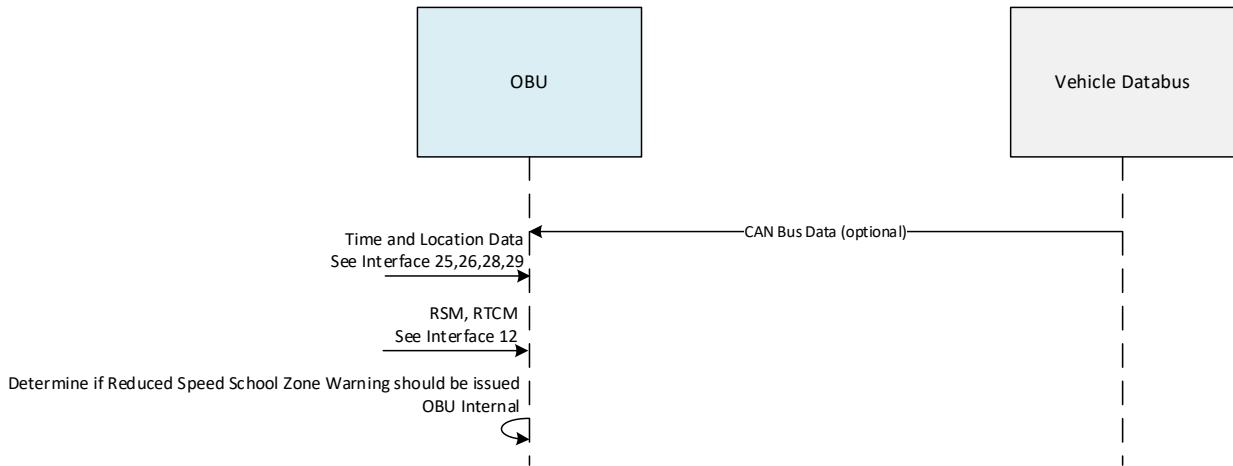 OBU
Vehicle Databus
CAN Bus Data (optional)
Time and Location Data
See Interface 25,26,28,29
RSM, RTCM
See Interface 12
Determine if Reduced Speed School Zone Warning should be issued
OBU Internal